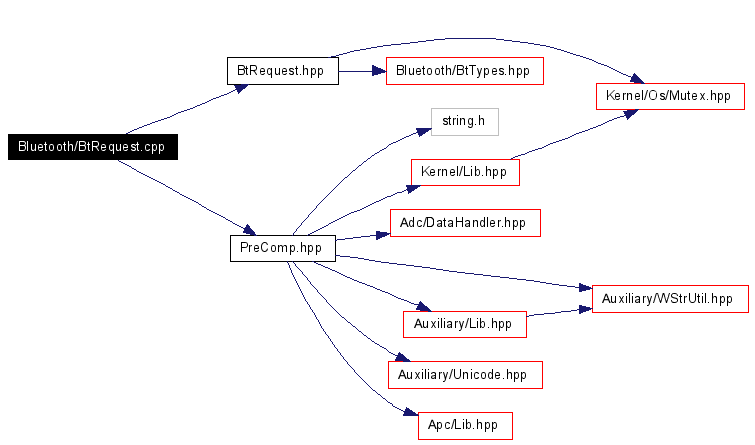 BtRequest.hpp
Bluetooth/BtTypes.hpp
Kernel/Os/Mutex.hpp
string.h
Bluetooth/BtRequest.cpp
Kernel/Lib.hpp
Adc/DataHandler.hpp
PreComp.hpp
Auxiliary/WStrUtil.hpp
Auxiliary/Lib.hpp
Auxiliary/Unicode.hpp
Apc/Lib.hpp